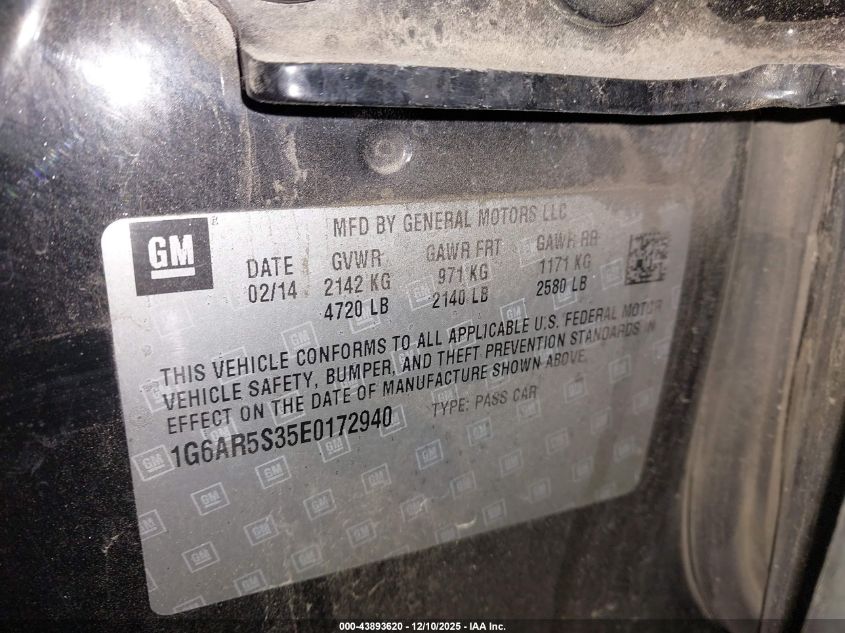 GM
MFD BY GENERAL MOTORS LLC
DATE GVWR GAWR FRT GAWR RR
02/14 2142 KG 971 KG 1171 KG
4720 LB 2140 LB 2580 LB
THIS VEHICLE CONFORMS TO ALL APPLICABLE U.S. FEDERAL MOTOR
VEHICLE SAFETY, BUMPER, AND THEFT PREVENTION STANDARDS IN
EFFECT ON THE DATE OF MANUFACTURE SHOWN ABOVE.
1G6AR5S35E0172940 TYPE: PASS CAR
000-43893620 - 12/10/2025 - IAA Inc.